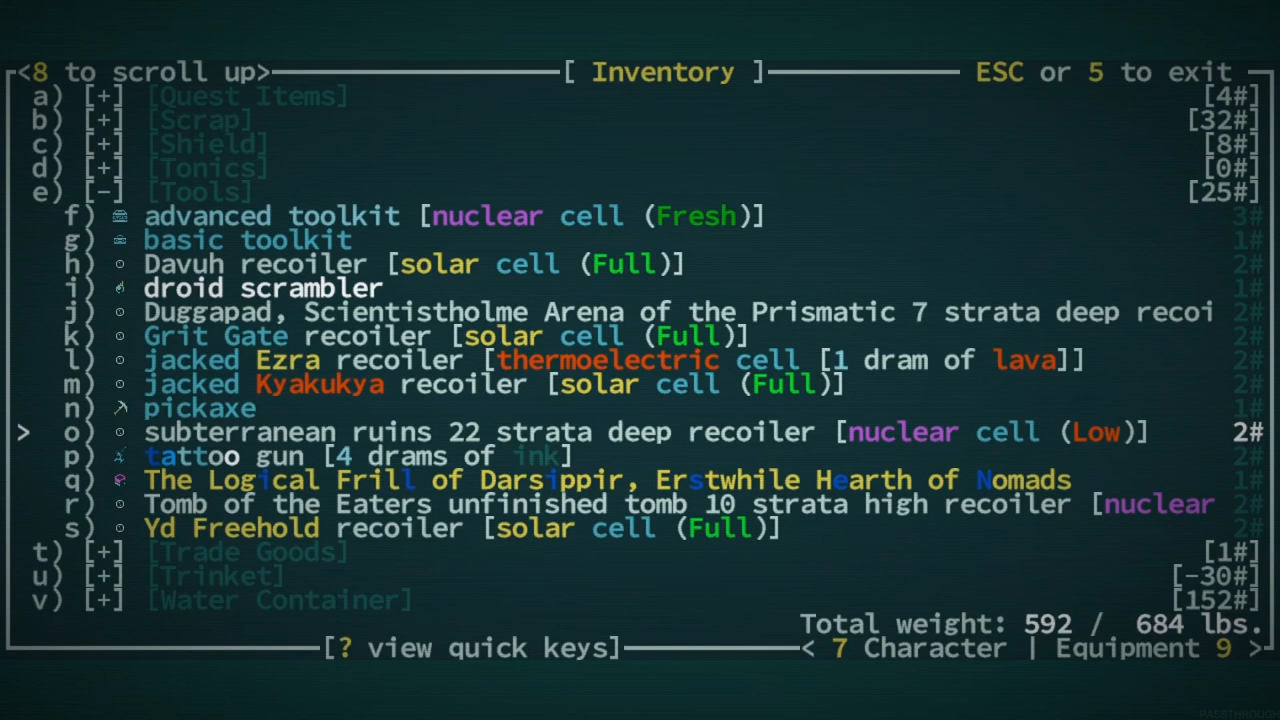 <8 to scroll up> [ Inventory ] ESC or 5 to exit
a) [+] [Quest Items] [4#]
b) [+] [Scrap] [32#]
c) [+] [Shield] [8#]
d) [+] [Tonics] [0#]
e) [-] [Tools] [25#]
f) advanced toolkit [nuclear cell (Fresh)] 3#
g) basic toolkit 1#
h) Davuh recoiler [solar cell (Full)] 2#
i) droid scrambler 1#
j) Duggapad, Scientistholme Arena of the Prismatic 7 strata deep recoi 2#
k) Grit Gate recoiler [solar cell (Full)] 2#
l) jacked Ezra recoiler [thermoelectric cell [1 dram of lava]] 2#
m) jacked Kyakukya recoiler [solar cell (Full)] 2#
n) pickaxe 1#
> o) subterranean ruins 22 strata deep recoiler [nuclear cell (Low)] 2#
p) tattoo gun [4 drams of ink] 2#
q) The Logical Frill of Darsippir, Erstwhile Hearth of Nomads 1#
r) Tomb of the Eaters unfinished tomb 10 strata high recoiler [nuclear 2#
s) Yd Freehold recoiler [solar cell (Full)] 2#
t) [+] [Trade Goods] [1#]
u) [+] [Trinket] [-30#]
v) [+] [Water Container] [152#]
Total weight: 592 / 684 lbs.
[? view quick keys] < 7 Character | Equipment 9 >